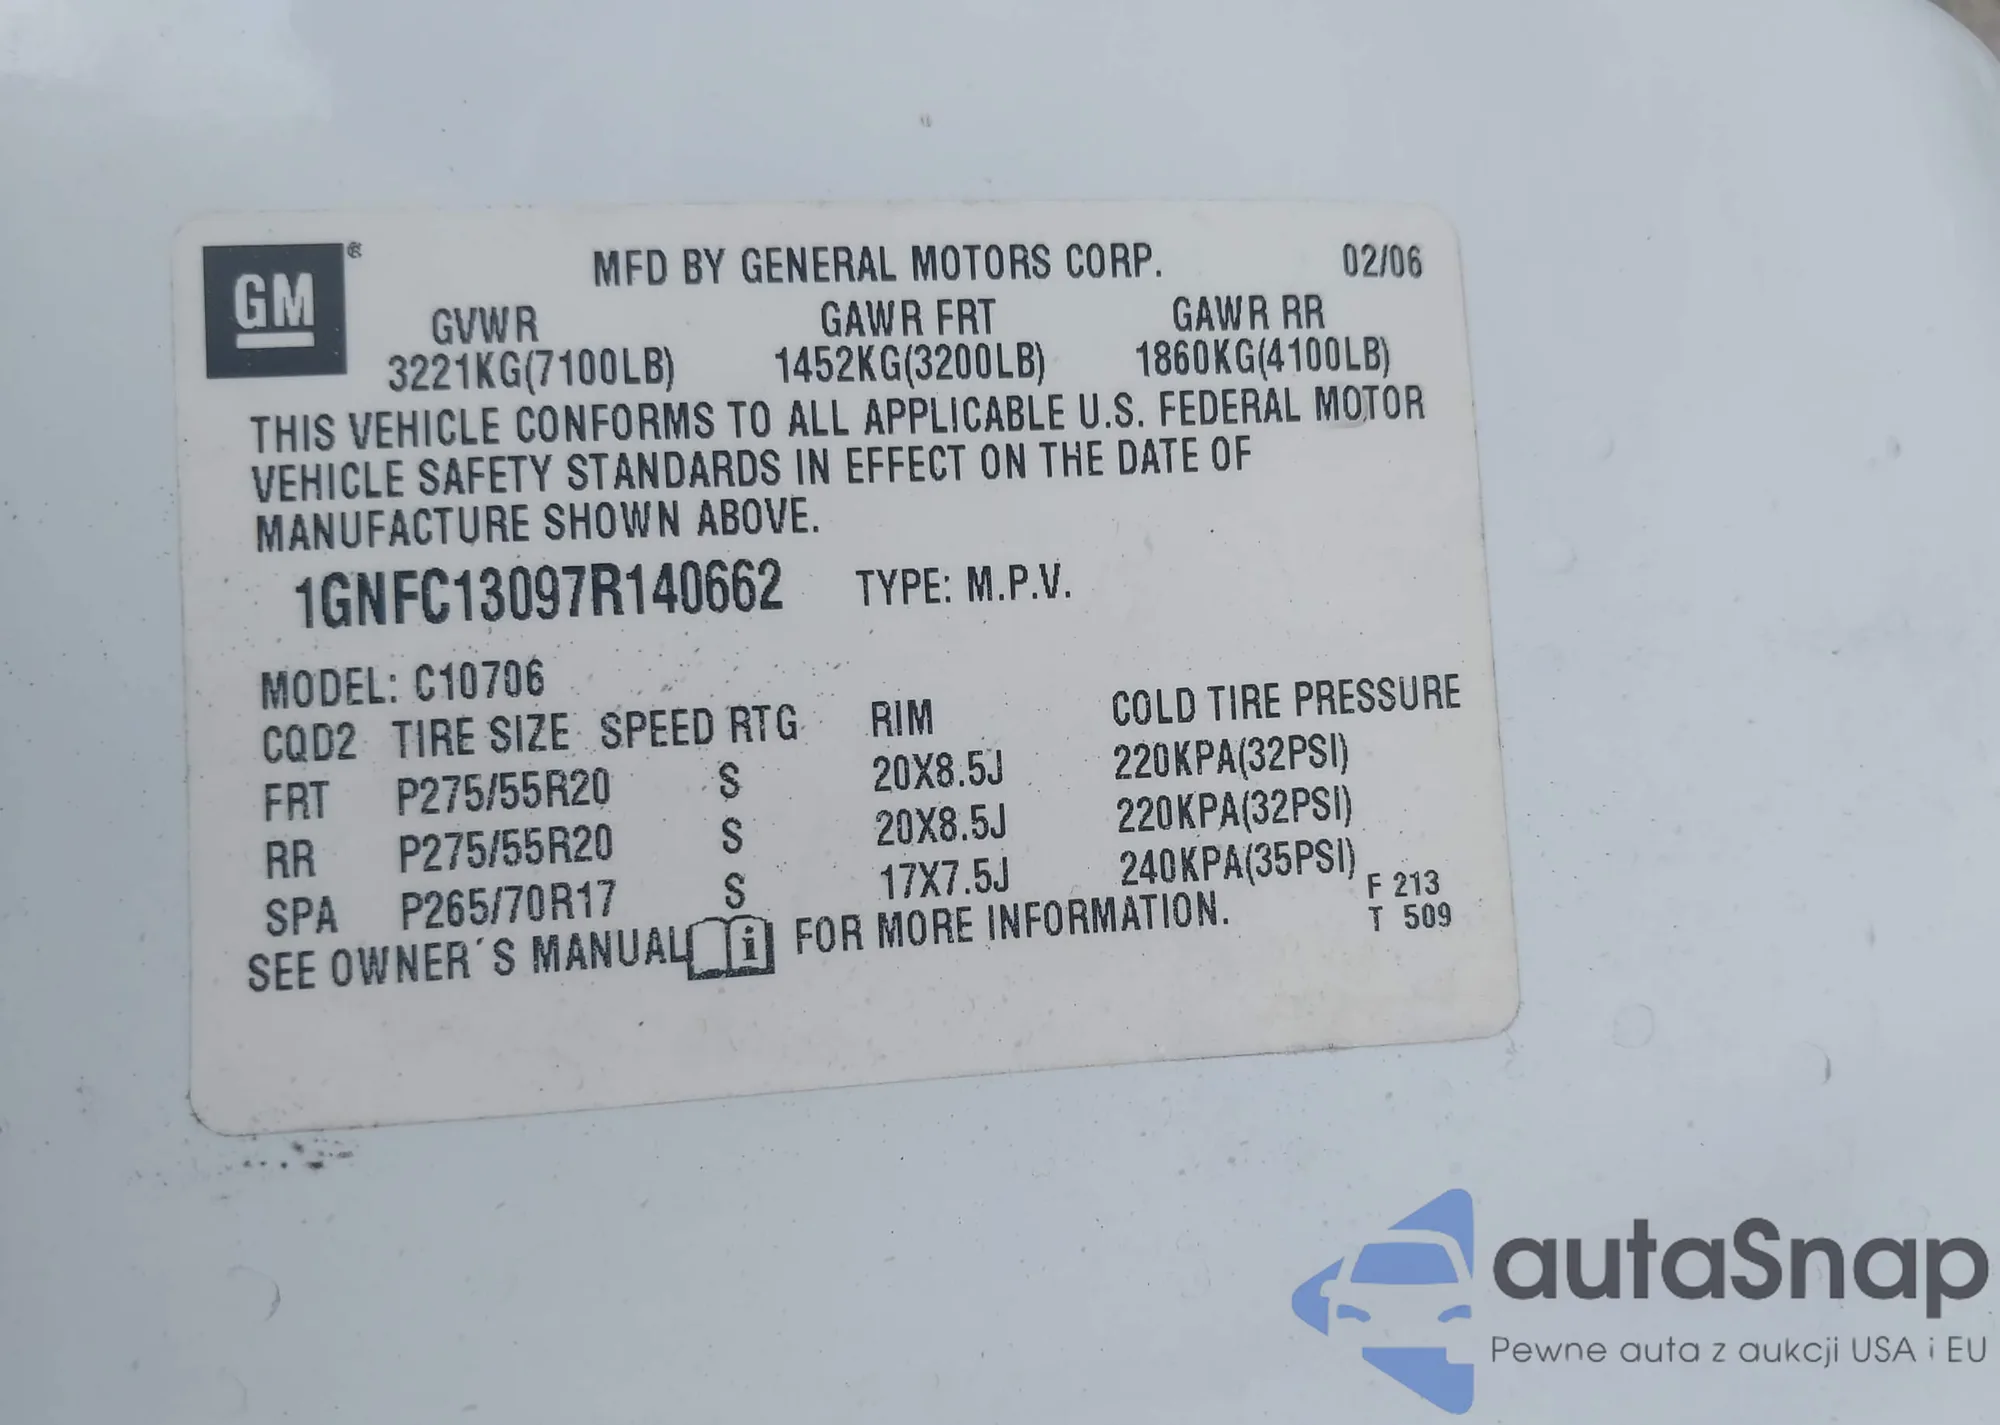 GM®
MFD BY GENERAL MOTORS CORP. 02/06
GVWR GAWR FRT GAWR RR
3221KG(7100LB) 1452KG(3200LB) 1860KG(4100LB)
THIS VEHICLE CONFORMS TO ALL APPLICABLE U.S. FEDERAL MOTOR
VEHICLE SAFETY STANDARDS IN EFFECT ON THE DATE OF
MANUFACTURE SHOWN ABOVE.
1GNFC13097R140662 TYPE: M.P.V.
MODEL: C10706
CQD2 TIRE SIZE SPEED RTG RIM COLD TIRE PRESSURE
FRT P275/55R20 S 20X8.5J 220KPA(32PSI)
RR P275/55R20 S 20X8.5J 220KPA(32PSI)
SPA P265/70R17 S 17X7.5J 240KPA(35PSI)
SEE OWNER´S MANUAL i FOR MORE INFORMATION.
F 213
T 509
autaSnap
Pewne auta z aukcji USA i EU